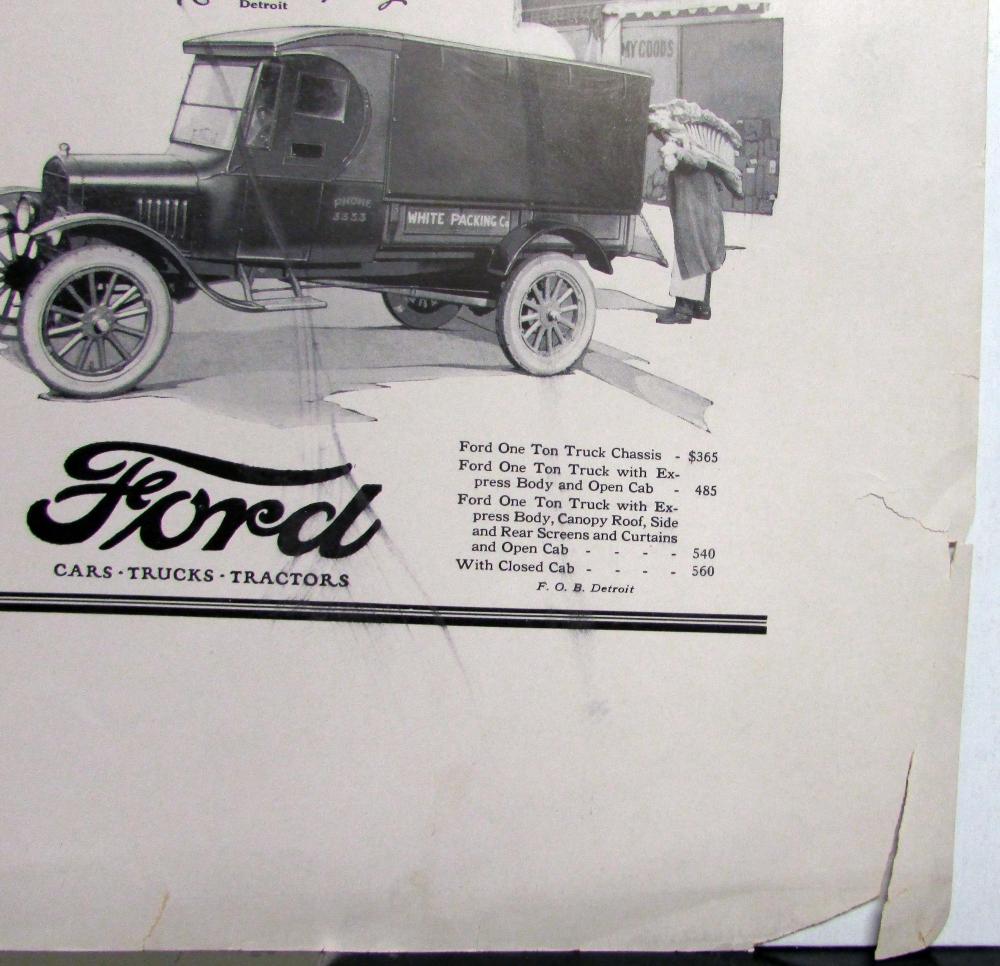 Detroit
MY GOODS
PHONE
3353
WHITE PACKING Co
Ford
CARS · TRUCKS · TRACTORS
Ford One Ton Truck Chassis - $365
Ford One Ton Truck with Ex-
press Body and Open Cab - 485
Ford One Ton Truck with Ex-
press Body, Canopy Roof, Side
and Rear Screens and Curtains
and Open Cab - - - - 540
With Closed Cab - - - - 560
F. O. B. Detroit